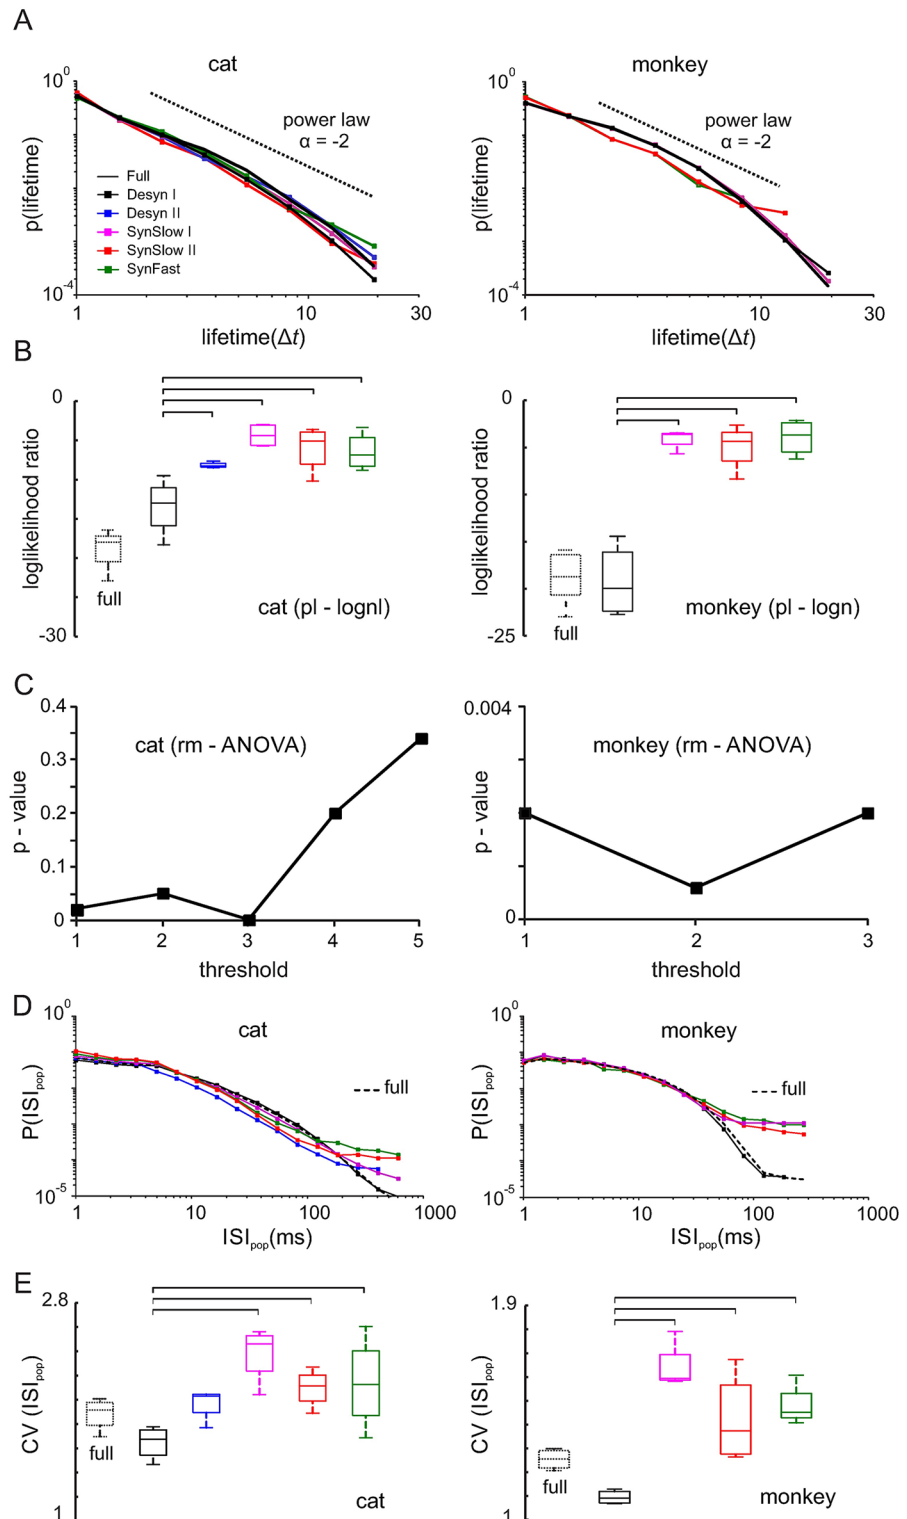 A
cat
monkey
10^0
10^-4
p(lifetime)
power law
α = -2
Full
Desyn I
Desyn II
SynSlow I
SynSlow II
SynFast
1
10
30
lifetime(Δt)
10^0
10^-4
p(lifetime)
power law
α = -2
1
10
30
lifetime(Δt)
B
0
-30
loglikelihood ratio
full
cat (pl - lognl)
0
-25
loglikelihood ratio
full
monkey (pl - logn)
C
0.4
0.3
0.2
0.1
0
p - value
cat (rm - ANOVA)
1
2
3
4
5
threshold
0.004
0
p - value
monkey (rm - ANOVA)
1
2
3
threshold
D
10^0
10^-5
P(ISI_pop)
cat
full
1
10
100
1000
ISI_pop(ms)
10^0
10^-5
P(ISI_pop)
monkey
full
1
10
100
1000
ISI_pop(ms)
E
2.8
1
CV (ISI_pop)
full
cat
1.9
1
CV (ISI_pop)
full
monkey